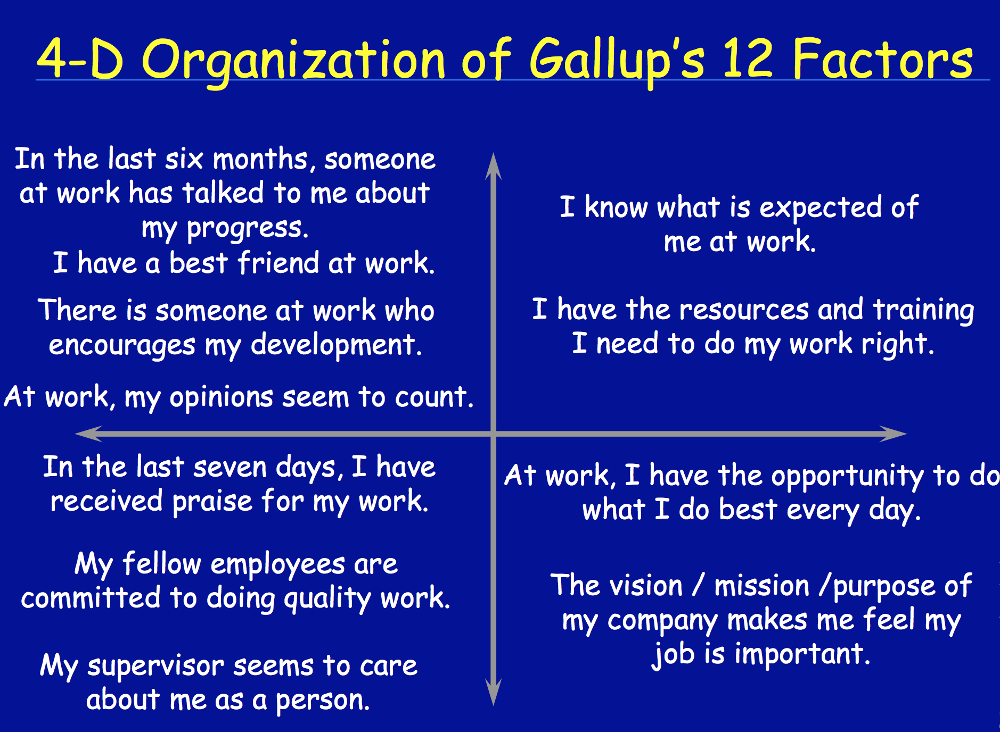 4-D Organization of Gallup's 12 Factors
In the last six months, someone
at work has talked to me about
my progress.
I have a best friend at work.
There is someone at work who
encourages my development.
At work, my opinions seem to count.
I know what is expected of
me at work.
I have the resources and training
I need to do my work right.
In the last seven days, I have
received praise for my work.
My fellow employees are
committed to doing quality work.
My supervisor seems to care
about me as a person.
At work, I have the opportunity to do
what I do best every day.
The vision / mission /purpose of
my company makes me feel my
job is important.